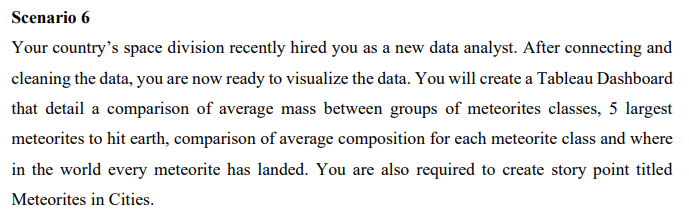 Scenario 6
Your country’s space division recently hired you as a new data analyst. After connecting and
cleaning the data, you are now ready to visualize the data. You will create a Tableau Dashboard
that detail a comparison of average mass between groups of meteorites classes, 5 largest
meteorites to hit earth, comparison of average composition for each meteorite class and where
in the world every meteorite has landed. You are also required to create story point titled
Meteorites in Cities.